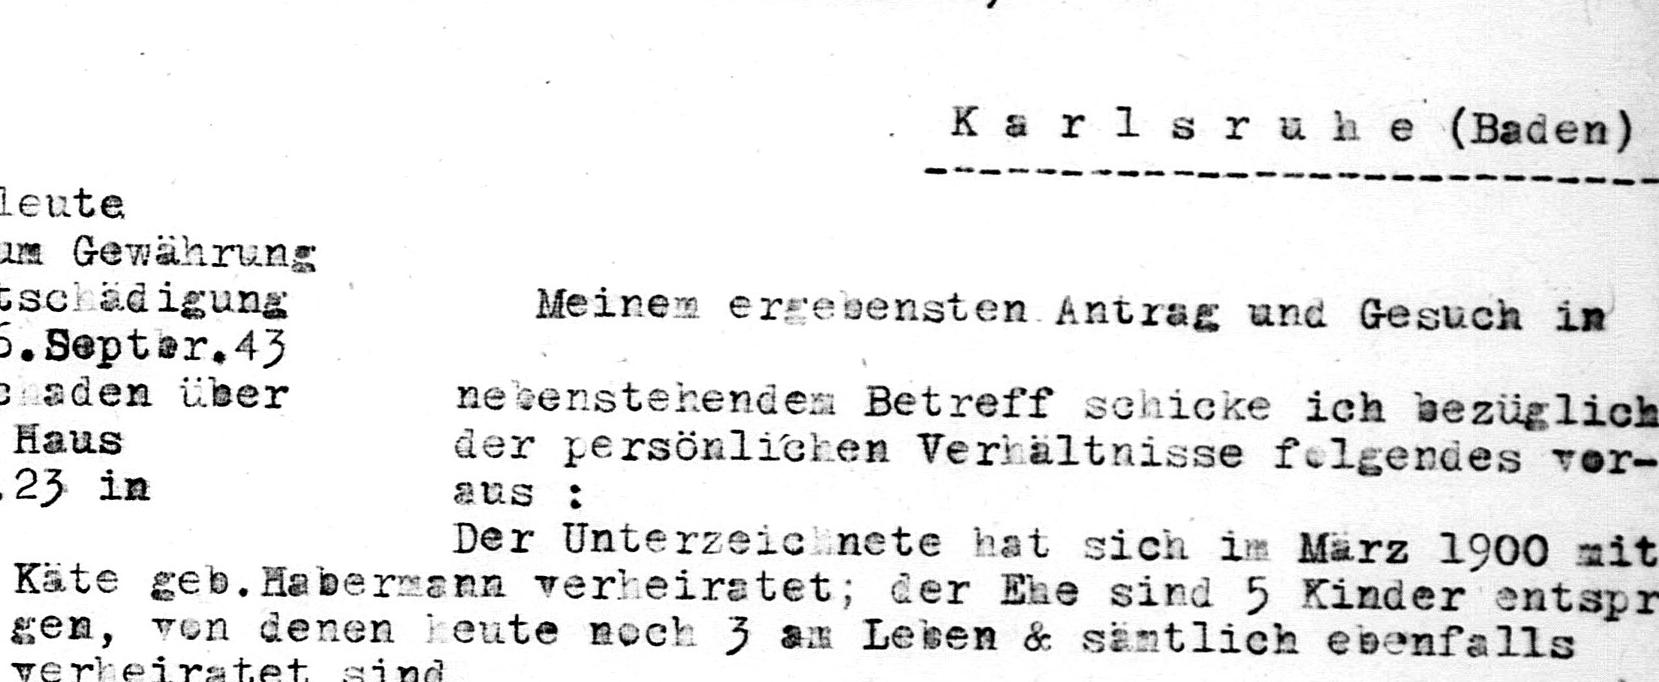 K a r l s r u h e (Baden)
leute
um Gewährung
tschädigung
6.Septbr.43
chaden über
Haus
.23 in
Meinem ergebensten Antrag und Gesuch in
nebenstehendem Betreff schicke ich bezüglich
der persönlichen Verhältnisse folgendes vor-
aus :
Der Unterzeichnete hat sich im März 1900 mit
Käte geb.Habermann verheiratet; der Ehe sind 5 Kinder entspr
gen, von denen heute noch 3 am Leben & sämtlich ebenfalls
verheiratet sind